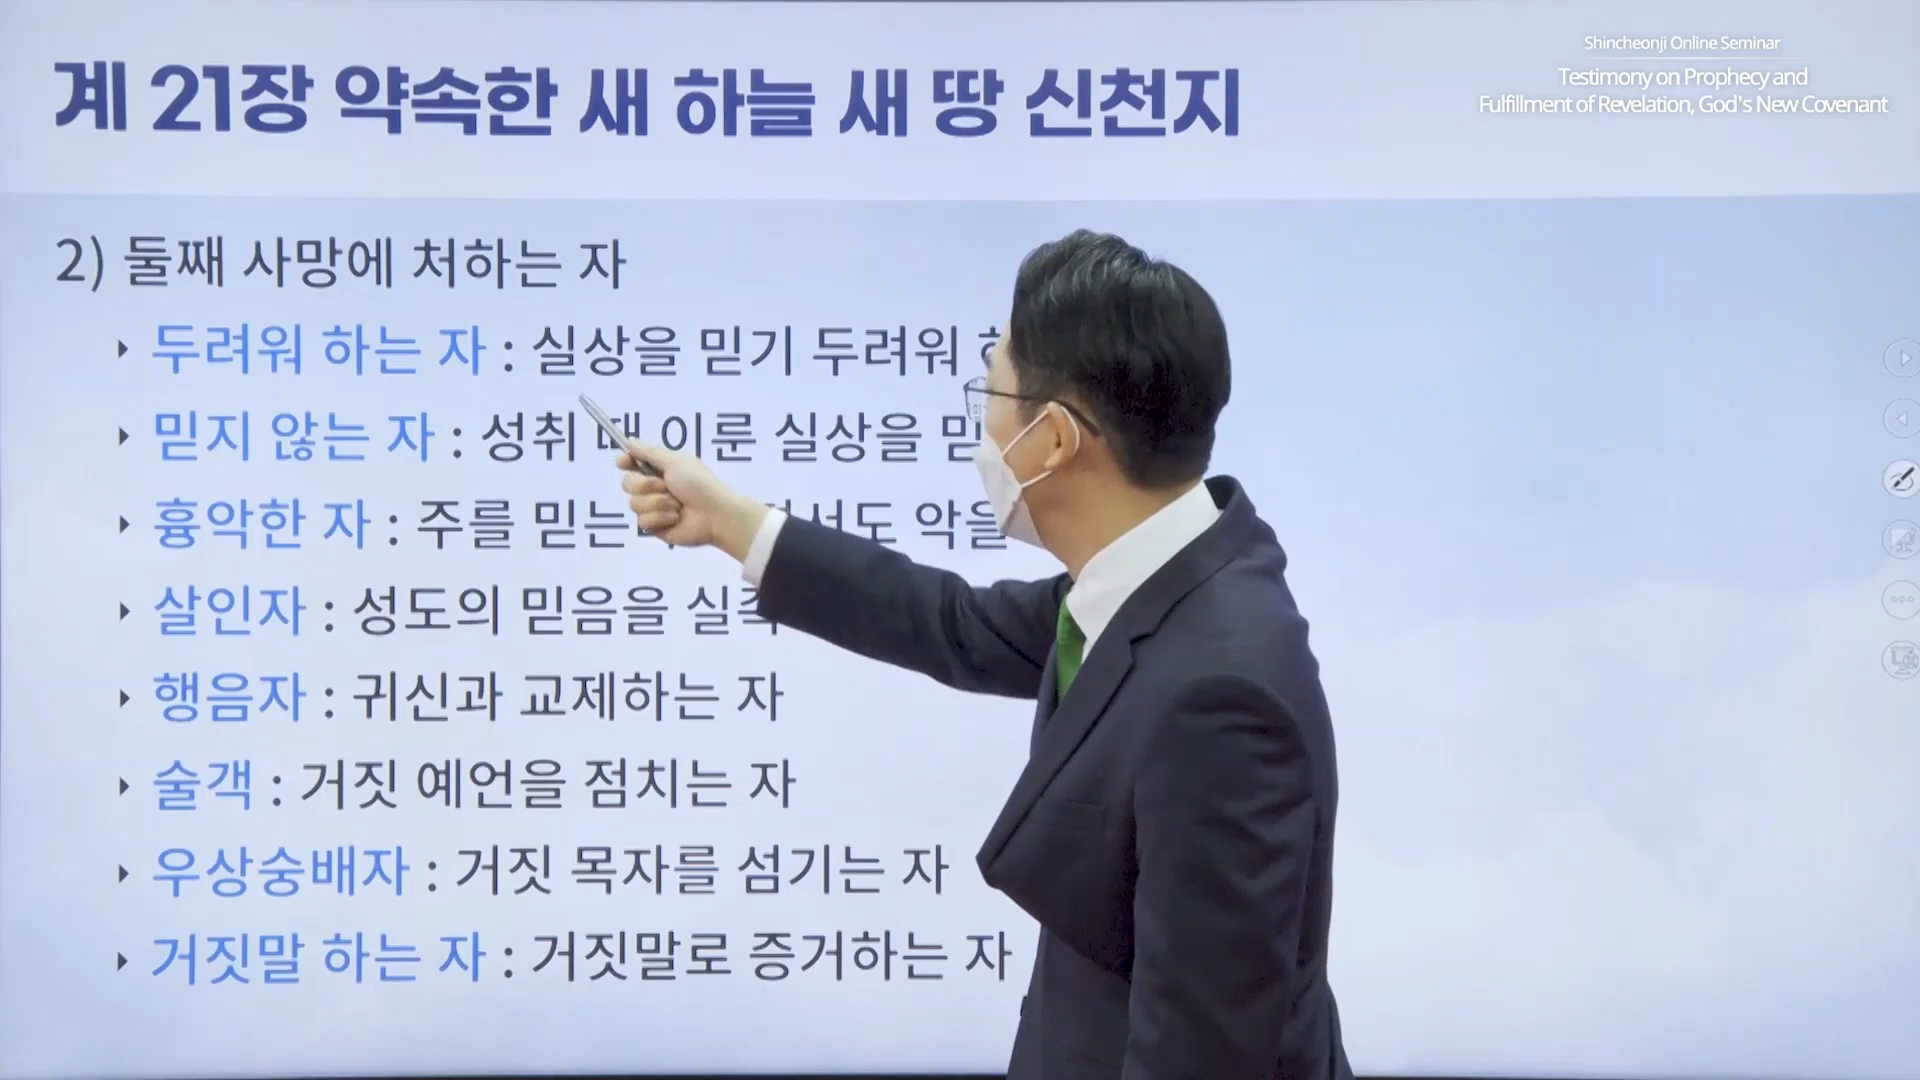 계 21장 약속한 새 하늘 새 땅 신천지
Shincheonji Online Seminar
Testimony on Prophecy and
Fulfillment of Revelation, God's New Covenant
2) 둘째 사망에 처하는 자
두려워 하는 자 : 실상을 믿기 두려워
믿지 않는 자 : 성취 때 이룬 실상을
흉악한 자 : 주를 믿는 악을
살인자 : 성도의 믿음을
행음자 : 귀신과 교제하는 자
술객 : 거짓 예언을 점치는 자
우상숭배자 : 거짓 목자를 섬기는 자
거짓말 하는 자 : 거짓말로 증거하는 자